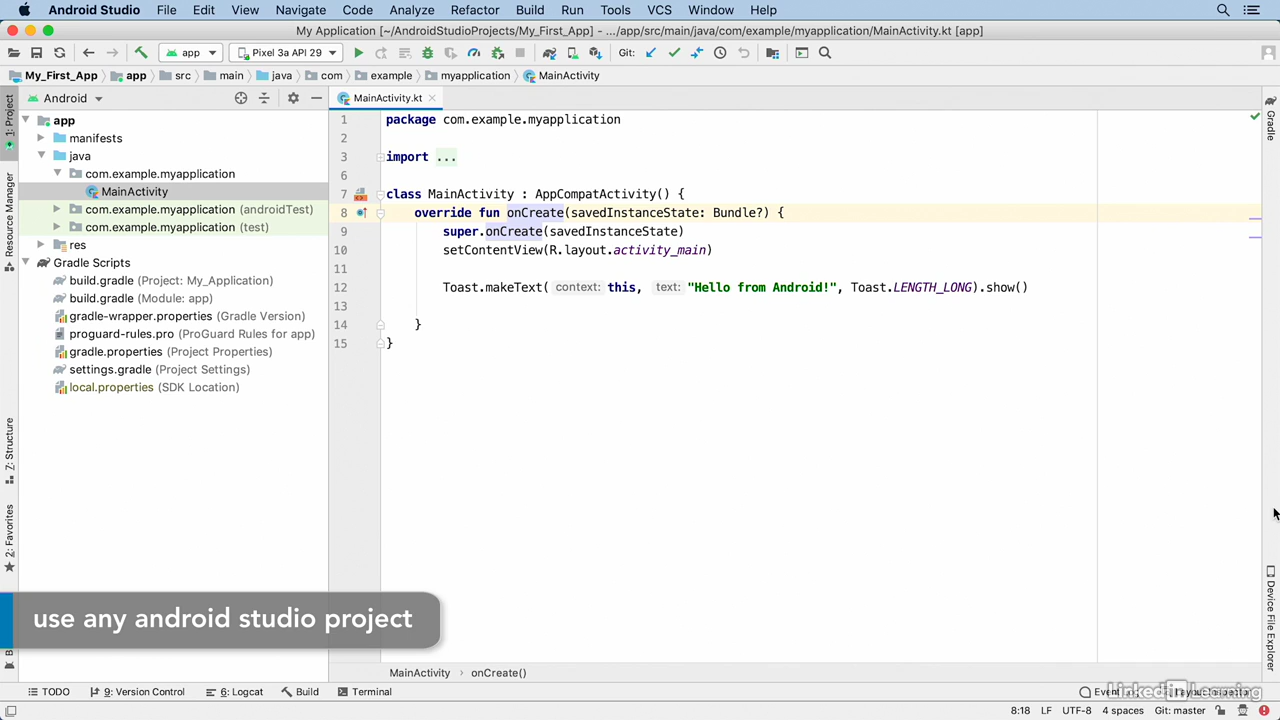 Android Studio File Edit View Navigate Code Analyze Refactor Build Run Tools VCS Window Help
My Application [~/AndroidStudioProjects/My_First_App] - .../app/src/main/java/com/example/myapplication/MainActivity.kt [app]
app Pixel 3a API 29 Git:
My_First_App app src main java com example myapplication MainActivity
1: Project
Resource Manager
7: Structure
2: Favorites
Android
app
manifests
java
com.example.myapplication
MainActivity
com.example.myapplication (androidTest)
com.example.myapplication (test)
res
Gradle Scripts
build.gradle (Project: My_Application)
build.gradle (Module: app)
gradle-wrapper.properties (Gradle Version)
proguard-rules.pro (ProGuard Rules for app)
gradle.properties (Project Properties)
settings.gradle (Project Settings)
local.properties (SDK Location)
MainActivity.kt
1 package com.example.myapplication
2
3 import ...
6
7 class MainActivity : AppCompatActivity() {
8 override fun onCreate(savedInstanceState: Bundle?) {
9 super.onCreate(savedInstanceState)
10 setContentView(R.layout.activity_main)
11
12 Toast.makeText( context: this, text: "Hello from Android!", Toast.LENGTH_LONG).show()
13
14 }
15 }
Gradle
Device File Explorer
use any android studio project
MainActivity › onCreate()
TODO 9: Version Control 6: Logcat Build Terminal
LinkedIn Learning
8:18 LF UTF-8 4 spaces Git: master